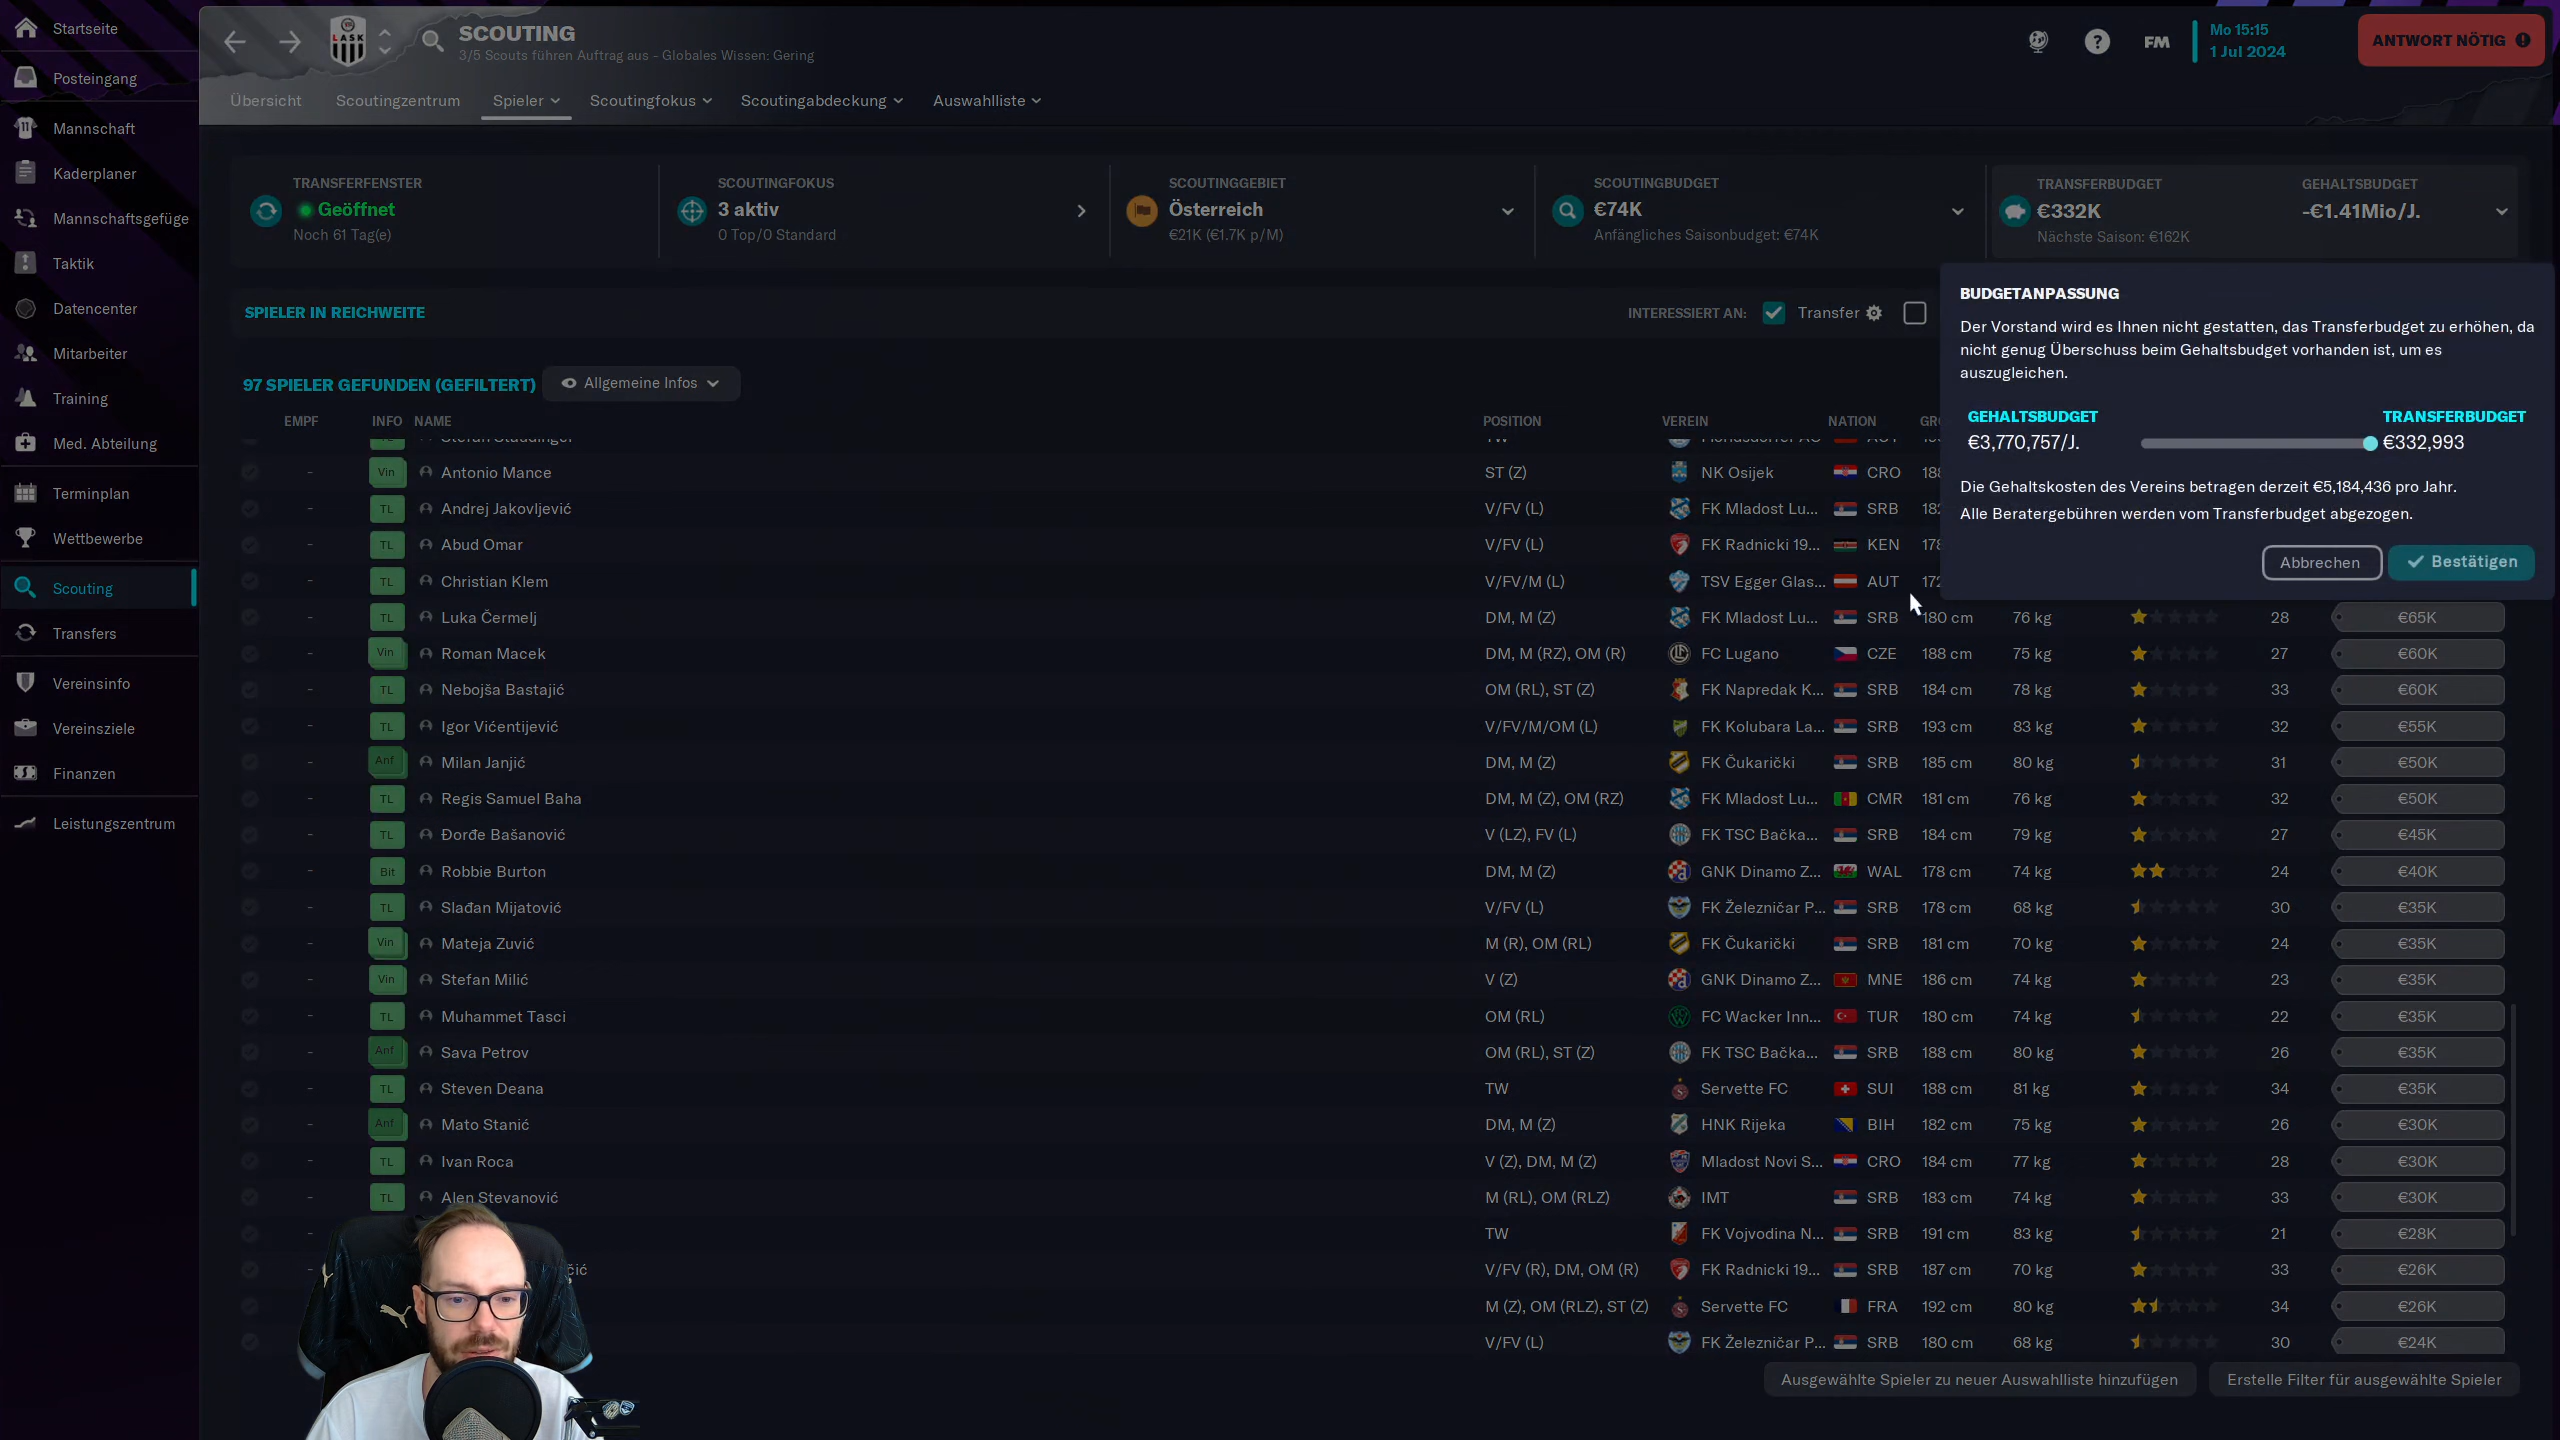 Startseite
Posteingang
Mannschaft
Kaderplaner
Mannschaftsgefüge
Taktik
Datencenter
Mitarbeiter
Training
Med. Abteilung
Terminplan
Wettbewerbe
Scouting
Transfers
Vereinsinfo
Vereinsziele
Finanzen
Leistungszentrum
LASK
SCOUTING
3/5 Scouts führen Auftrag aus - Globales Wissen: Gering
FM
Mo 15:15
1 Jul 2024
ANTWORT NÖTIG
Übersicht Scoutingzentrum Spieler Scoutingfokus Scoutingabdeckung Auswahlliste
TRANSFERFENSTER
Geöffnet
Noch 61 Tag(e)
SCOUTINGFOKUS
3 aktiv
0 Top/0 Standard
SCOUTINGGEBIET
Österreich
€21K (€1.7K p/M)
SCOUTINGBUDGET
€74K
Anfängliches Saisonbudget: €74K
TRANSFERBUDGET
€332K
Nächste Saison: €162K
GEHALTSBUDGET
-€1.41Mio/J.
SPIELER IN REICHWEITE
INTERESSIERT AN: Transfer
BUDGETANPASSUNG
Der Vorstand wird es Ihnen nicht gestatten, das Transferbudget zu erhöhen, da
nicht genug Überschuss beim Gehaltsbudget vorhanden ist, um es
auszugleichen.
GEHALTSBUDGET TRANSFERBUDGET
€3,770,757/J. €332,993
Die Gehaltskosten des Vereins betragen derzeit €5,184,436 pro Jahr.
Alle Beratergebühren werden vom Transferbudget abgezogen.
Abbrechen Bestätigen
97 SPIELER GEFUNDEN (GEFILTERT) Allgemeine Infos
EMPF INFO NAME POSITION VEREIN NATION
- Vin Antonio Mance ST (Z) NK Osijek CRO
- TL Andrej Jakovljević V/FV (L) FK Mladost Lu... SRB
- TL Abud Omar V/FV (L) FK Radnicki 19... KEN
- TL Christian Klem V/FV/M (L) TSV Egger Glas... AUT
- TL Luka Čermelj DM, M (Z) FK Mladost Lu... SRB 180 cm 76 kg 28 €65K
- Vin Roman Macek DM, M (RZ), OM (R) FC Lugano CZE 188 cm 75 kg 27 €60K
- TL Nebojša Bastajić OM (RL), ST (Z) FK Napredak K... SRB 184 cm 78 kg 33 €60K
- TL Igor Vićentijević V/FV/M/OM (L) FK Kolubara La... SRB 193 cm 83 kg 32 €55K
- Anf Milan Janjić DM, M (Z) FK Čukarički SRB 185 cm 80 kg 31 €50K
- TL Regis Samuel Baha DM, M (Z), OM (RZ) FK Mladost Lu... CMR 181 cm 76 kg 32 €50K
- TL Đorđe Bašanović V (LZ), FV (L) FK TSC Bačka... SRB 184 cm 79 kg 27 €45K
- Bit Robbie Burton DM, M (Z) GNK Dinamo Z... WAL 178 cm 74 kg 24 €40K
- TL Slađan Mijatović V/FV (L) FK Železničar P... SRB 178 cm 68 kg 30 €35K
- Vin Mateja Zuvić M (R), OM (RL) FK Čukarički SRB 181 cm 70 kg 24 €35K
- Vin Stefan Milić V (Z) GNK Dinamo Z... MNE 186 cm 74 kg 23 €35K
- TL Muhammet Tasci OM (RL) FC Wacker Inn... TUR 180 cm 74 kg 22 €35K
- Anf Sava Petrov OM (RL), ST (Z) FK TSC Bačka... SRB 188 cm 80 kg 26 €35K
- TL Steven Deana TW Servette FC SUI 188 cm 81 kg 34 €35K
- Anf Mato Stanić DM, M (Z) HNK Rijeka BIH 182 cm 75 kg 26 €30K
- TL Ivan Roca V (Z), DM, M (Z) Mladost Novi S... CRO 184 cm 77 kg 28 €30K
- TL Alen Stevanović M (RL), OM (RLZ) IMT SRB 183 cm 74 kg 33 €30K
- TW FK Vojvodina N... SRB 191 cm 83 kg 21 €28K
- V/FV (R), DM, OM (R) FK Radnicki 19... SRB 187 cm 70 kg 33 €26K
- M (Z), OM (RLZ), ST (Z) Servette FC FRA 192 cm 80 kg 34 €26K
V/FV (L) FK Železničar P... SRB 180 cm 68 kg 30 €24K
Ausgewählte Spieler zu neuer Auswahlliste hinzufügen Erstelle Filter für ausgewählte Spieler